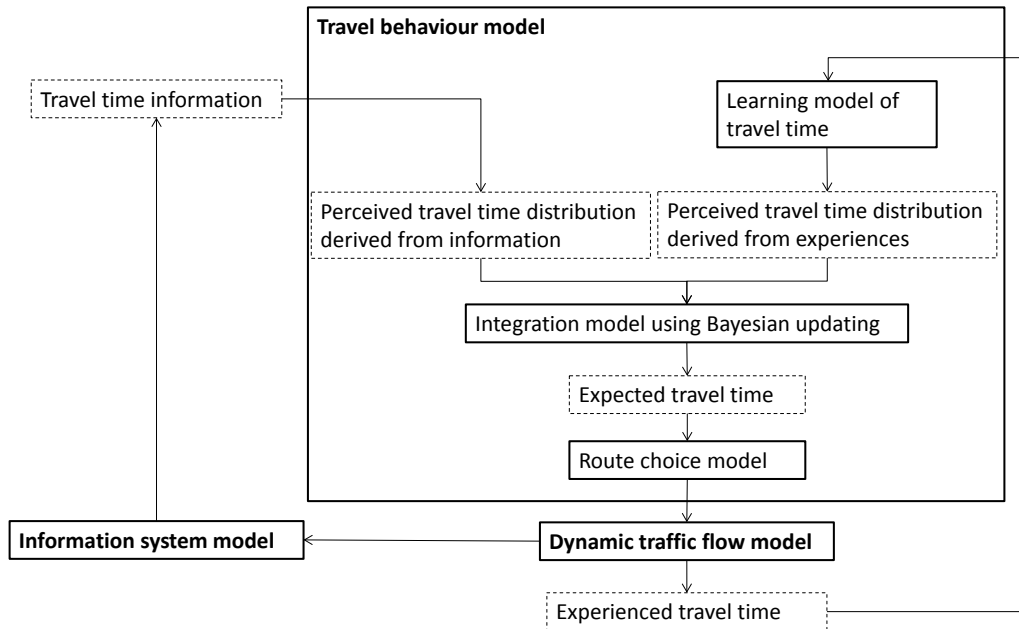 Travel behaviour model
Travel time information
Learning model of
travel time
Perceived travel time distribution
derived from information
Perceived travel time distribution
derived from experiences
Integration model using Bayesian updating
Expected travel time
Route choice model
Information system model
Dynamic traffic flow model
Experienced travel time